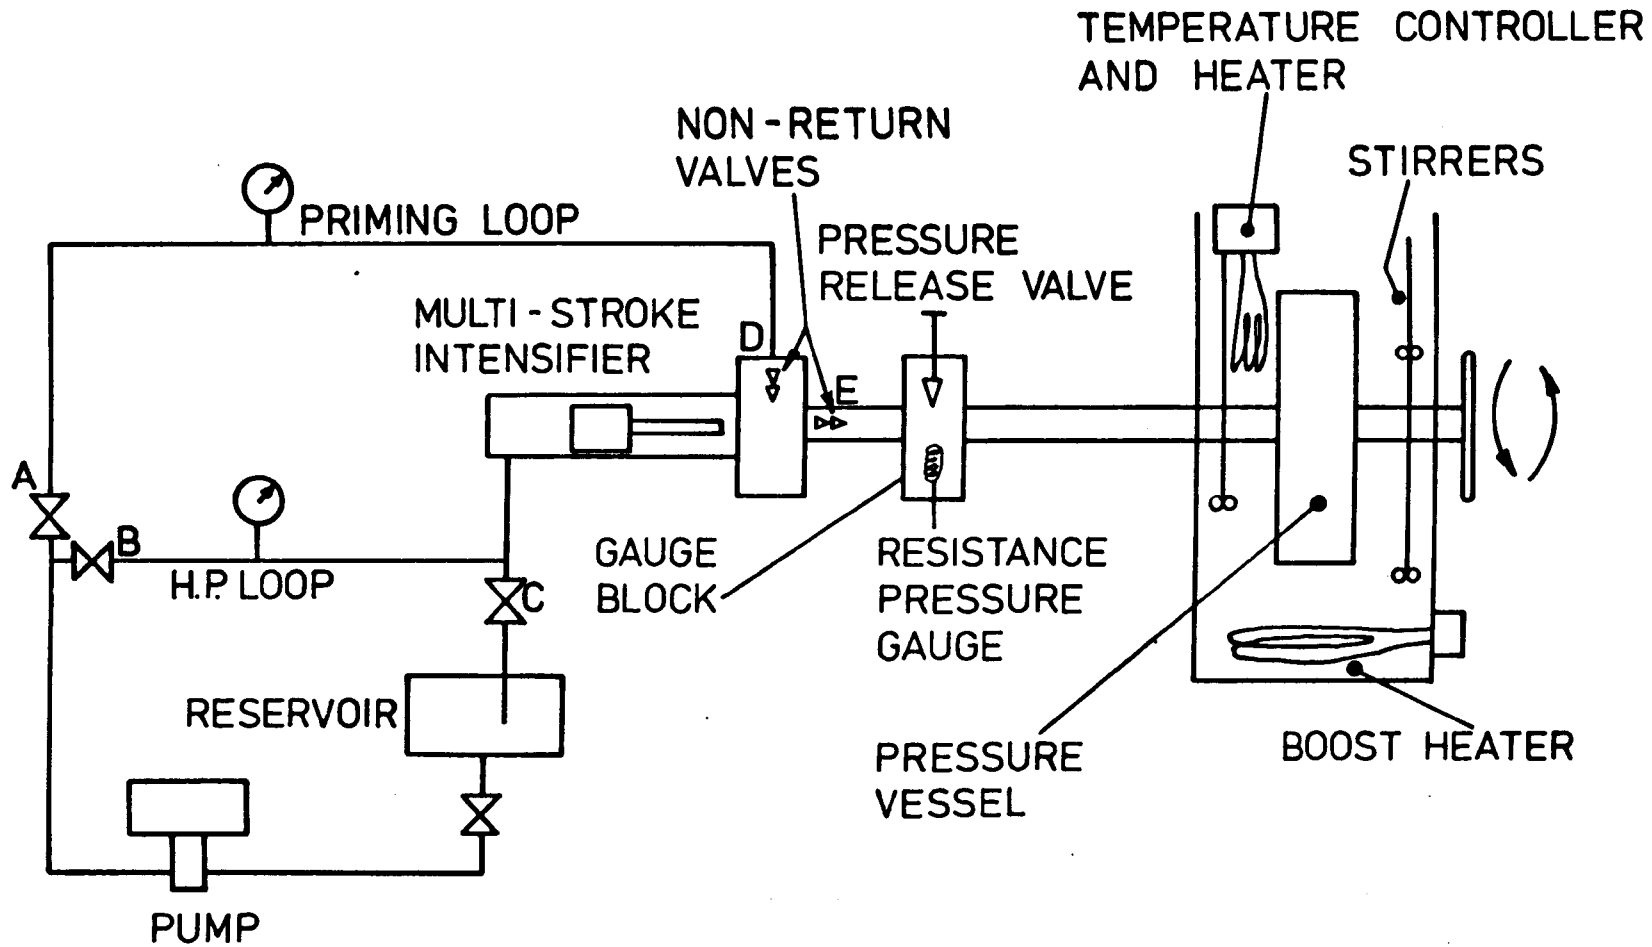 TEMPERATURE CONTROLLER
AND HEATER
NON-RETURN
VALVES
STIRRERS
PRIMING LOOP
PRESSURE
RELEASE VALVE
MULTI-STROKE
INTENSIFIER
D
E
A
B
H.P. LOOP
C
GAUGE
BLOCK
RESISTANCE
PRESSURE
GAUGE
RESERVOIR
PRESSURE
VESSEL
BOOST HEATER
PUMP